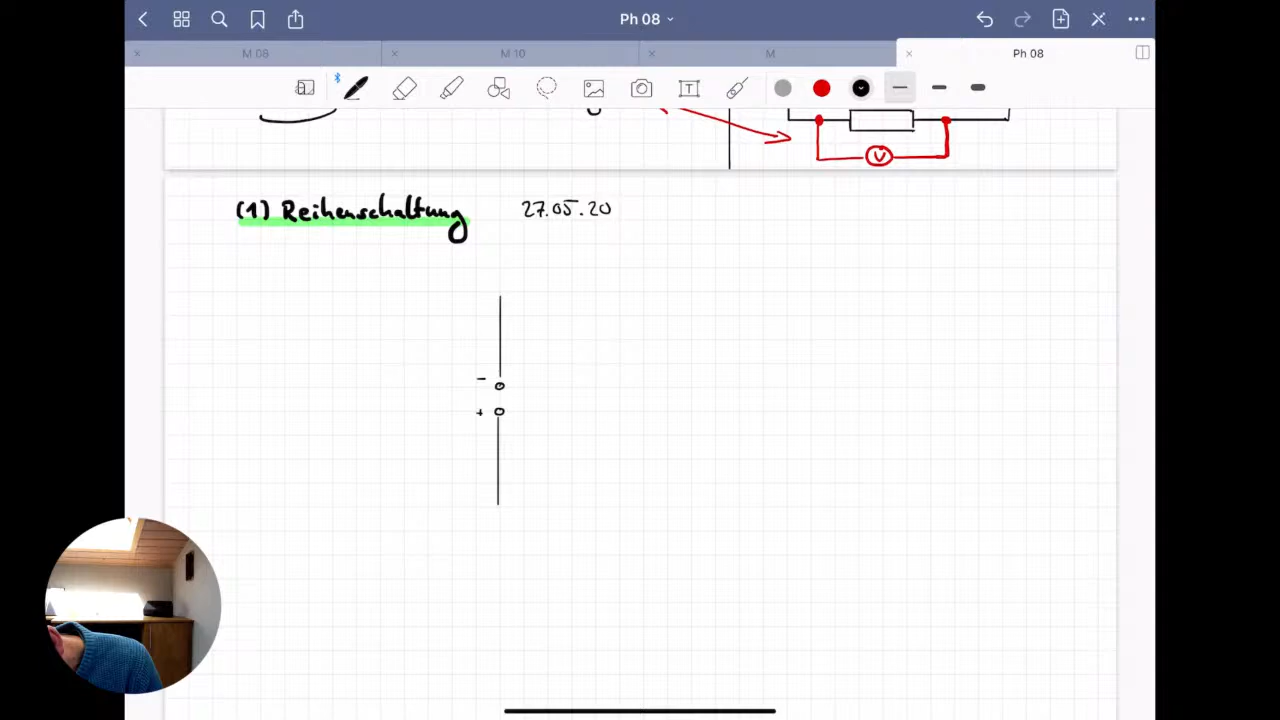 Ph 08
M 08
M 10
M
Ph 08
T
V
(1) Reihenschaltung 27.05.20
-
+